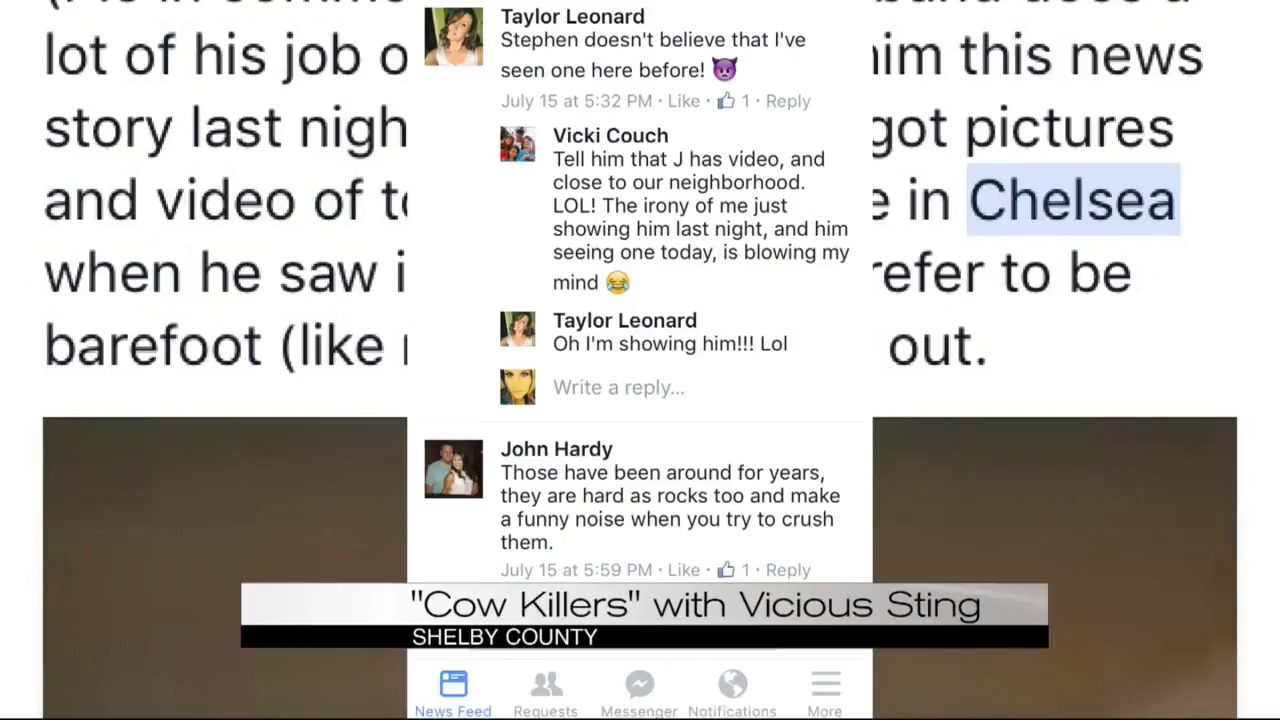 lot of his job o
him this news
story last nigh
got pictures
and video of to
e in Chelsea
when he saw i
refer to be
barefoot (like
out.
Taylor Leonard
Stephen doesn't believe that I've
seen one here before! 👿
July 15 at 5:32 PM · Like · 1 · Reply
Vicki Couch
Tell him that J has video, and
close to our neighborhood.
LOL! The irony of me just
showing him last night, and him
seeing one today, is blowing my
mind 😂
Taylor Leonard
Oh I'm showing him!!! Lol
Write a reply...
John Hardy
Those have been around for years,
they are hard as rocks too and make
a funny noise when you try to crush
them.
July 15 at 5:59 PM · Like · 1 · Reply
"Cow Killers" with Vicious Sting
SHELBY COUNTY
News Feed Requests Messenger Notifications More